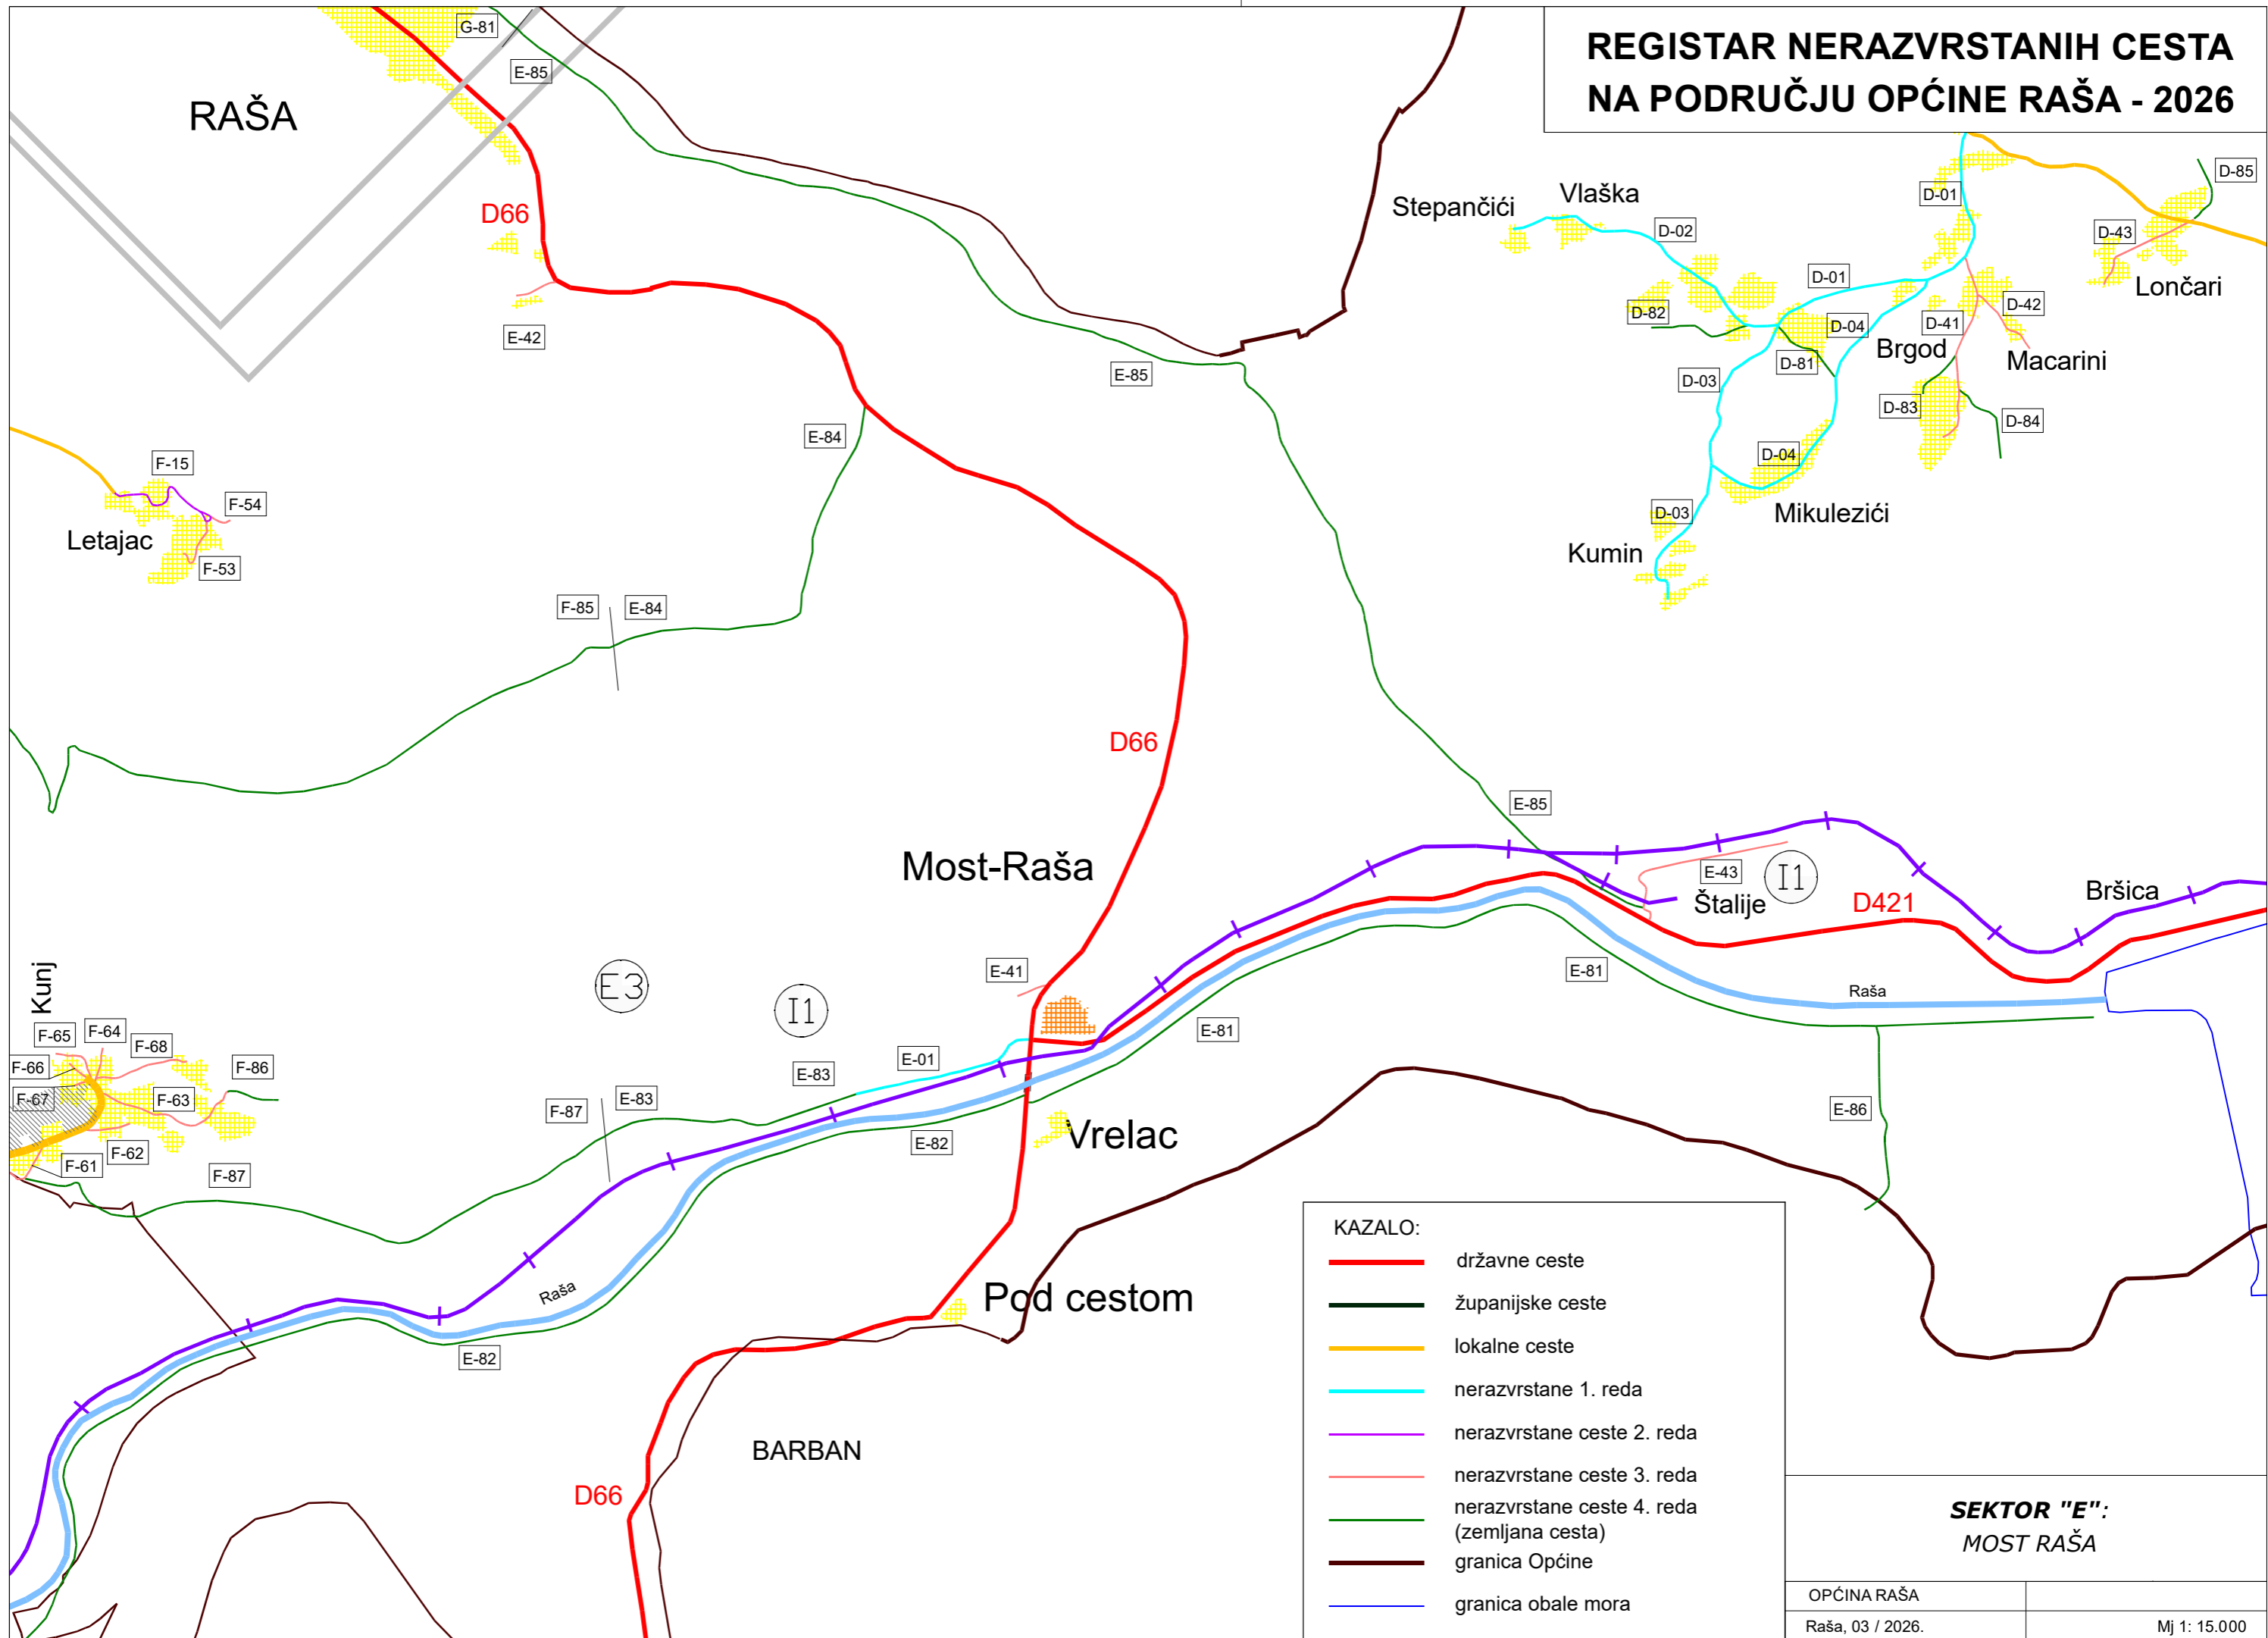 REGISTAR NERAZVRSTANIH CESTA
NA PODRUČJU OPĆINE RAŠA - 2026
G-81
E-85
RAŠA
D66
E-42
E-84
E-85
Stepančići
Vlaška
D-02
D-01
D-85
D-43
Lončari
D-01
D-82
D-04
D-42
D-41
Brgod
Macarini
D-81
D-03
D-83
D-84
D-04
D-03
Mikulezići
Kumin
F-15
F-54
Letajac
F-53
F-85
E-84
D66
E-85
Most-Raša
E-43
I1
Štalije
D421
Bršica
E-41
E3
I1
E-81
Raša
Kunj
F-65
F-64
F-68
F-66
F-86
F-67
F-63
E-83
E-01
E-81
F-87
E-83
E-86
E-82
Vrelac
F-62
F-61
F-87
Raša
Pod cestom
E-82
BARBAN
D66
KAZALO:
državne ceste
županijske ceste
lokalne ceste
nerazvrstane 1. reda
nerazvrstane ceste 2. reda
nerazvrstane ceste 3. reda
nerazvrstane ceste 4. reda
(zemljana cesta)
granica Općine
granica obale mora
SEKTOR "E":
MOST RAŠA
OPĆINA RAŠA
Raša, 03 / 2026.
Mj 1: 15.000